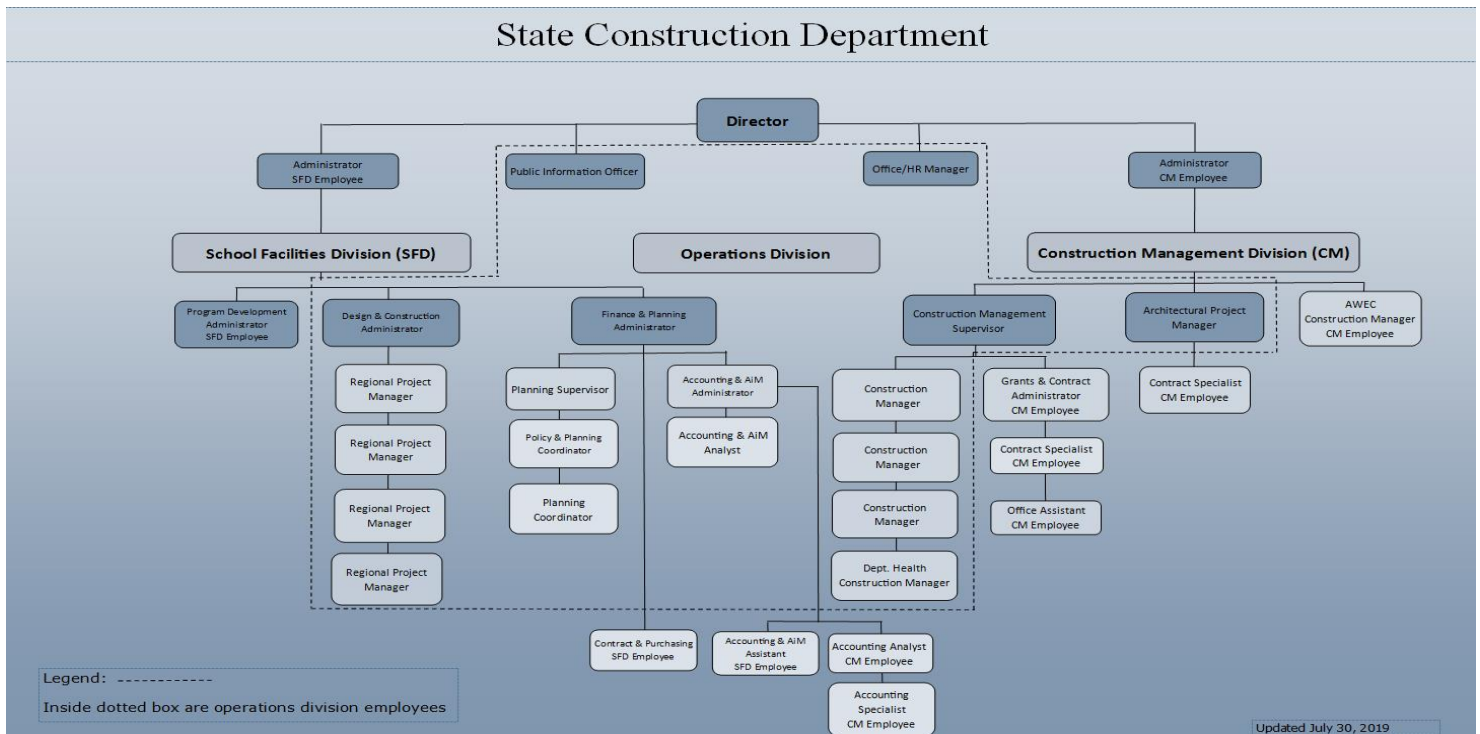 State Construction Department
Director
Administrator
SFD Employee
Public Information Officer
Office/HR Manager
Administrator
CM Employee
School Facilities Division (SFD)
Operations Division
Construction Management Division (CM)
Program Development
Administrator
SFD Employee
Design & Construction
Administrator
Finance & Planning
Administrator
Construction Management
Supervisor
Architectural Project
Manager
AWEC
Construction Manager
CM Employee
Regional Project
Manager
Regional Project
Manager
Regional Project
Manager
Regional Project
Manager
Planning Supervisor
Policy & Planning
Coordinator
Planning
Coordinator
Accounting & AiM
Administrator
Accounting & AiM
Analyst
Construction
Manager
Construction
Manager
Construction
Manager
Dept. Health
Construction Manager
Grants & Contract
Administrator
CM Employee
Contract Specialist
CM Employee
Office Assistant
CM Employee
Contract Specialist
CM Employee
Contract & Purchasing
SFD Employee
Accounting & AiM
Assistant
SFD Employee
Accounting Analyst
CM Employee
Accounting
Specialist
CM Employee
Legend: ------------
Inside dotted box are operations division employees
Updated July 30, 2019